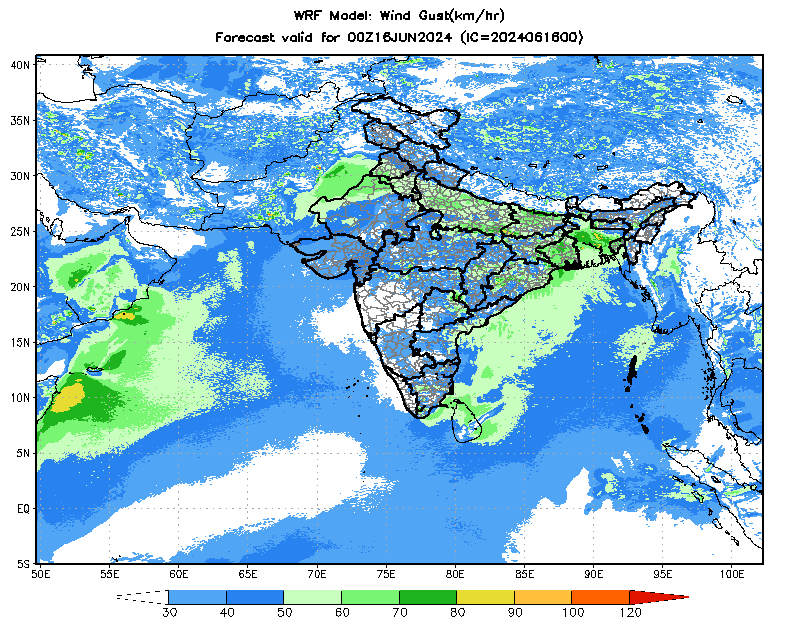 WRF Model: Wind Gust(km/hr)
Forecast valid for 00Z16JUN2024 (IC=2024061600)
40N
35N
30N
25N
20N
15N
10N
5N
EQ
5S
50E 55E 60E 65E 70E 75E 80E 85E 90E 95E 100E
30 40 50 60 70 80 90 100 120